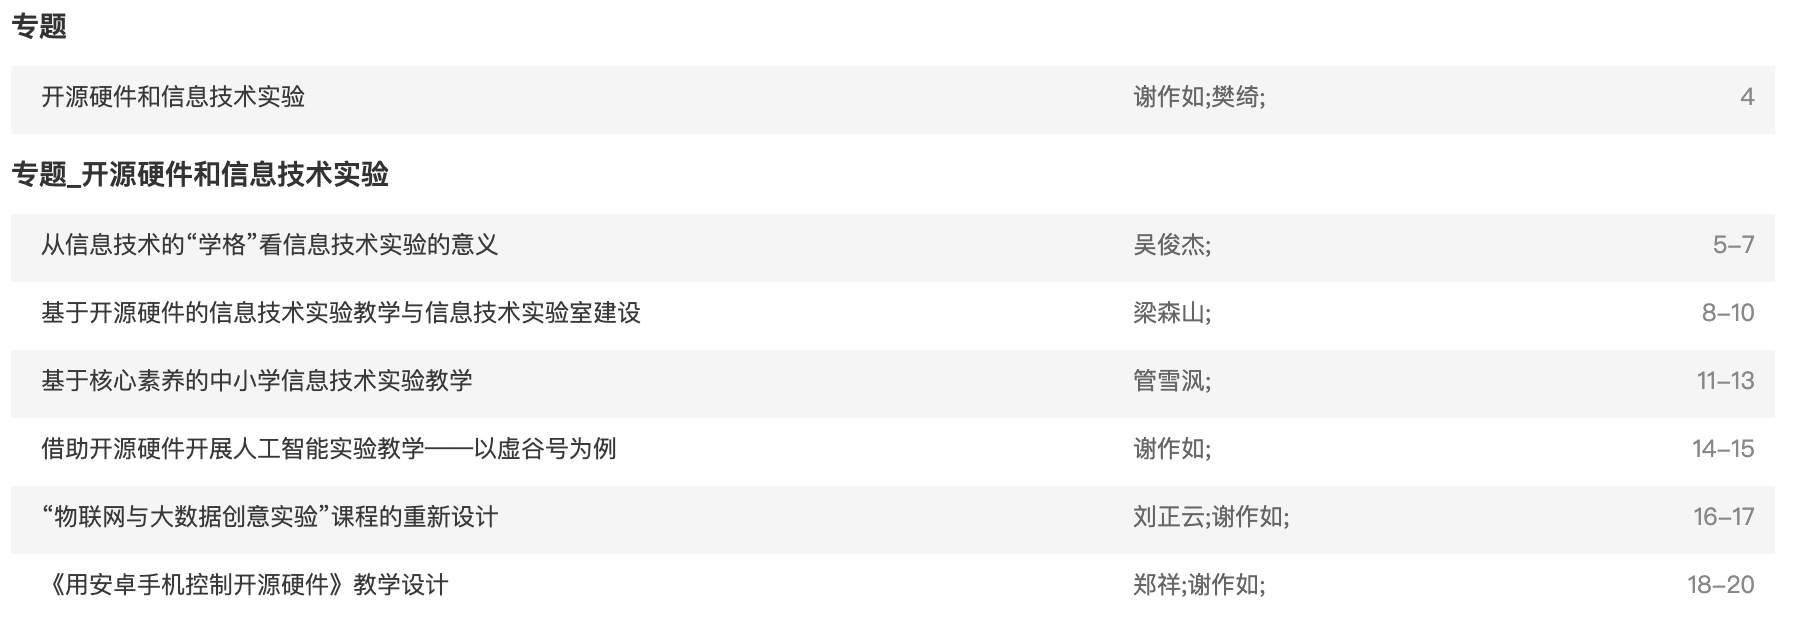 专题
开源硬件和信息技术实验 谢作如;樊绮; 4
专题_开源硬件和信息技术实验
从信息技术的“学格”看信息技术实验的意义 吴俊杰; 5-7
基于开源硬件的信息技术实验教学与信息技术实验室建设 梁森山; 8-10
基于核心素养的中小学信息技术实验教学 管雪沨; 11-13
借助开源硬件开展人工智能实验教学——以虚谷号为例 谢作如; 14-15
“物联网与大数据创意实验”课程的重新设计 刘正云;谢作如; 16-17
《用安卓手机控制开源硬件》教学设计 郑祥;谢作如; 18-20